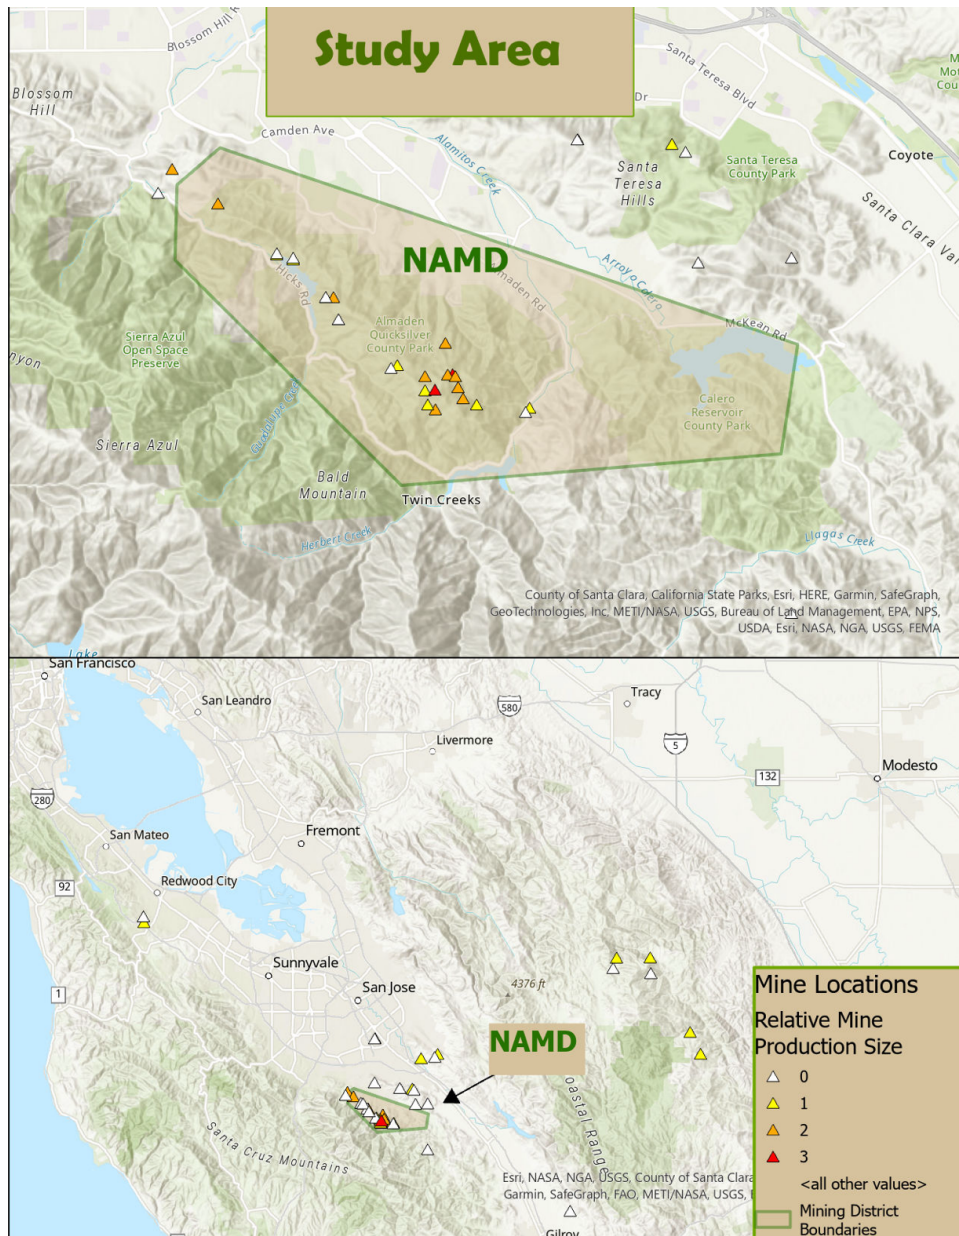 Study Area
Blossom Hill R
Blossom
Hill
Camden Ave
Dr
Santa Teresa Blvd
Alamitos Creek
Santa
Teresa
Hills
Santa Teresa
County Park
Coyote
Santa Clara Val
NAMD
Arroyo Calero
Hicks Rd
maden Rd
McKean Rd
Almaden
Quicksilver
County Park
Sierra Azul
Open Space
Preserve
nyon
Guadalupe Creek
Calero
Reservoir
County Park
Sierra Azul
Bald
Mountain
Twin Creeks
Herbert Creek
Llagas Creek
County of Santa Clara, California State Parks, Esri, HERE, Garmin, SafeGraph,
GeoTechnologies, Inc, METI/NASA, USGS, Bureau of Land Management, EPA, NPS,
USDA, Esri, NASA, NGA, USGS, FEMA
Lake
San Francisco
San Leandro
580
Tracy
5
Livermore
132
Modesto
280
San Mateo
Fremont
92
Redwood City
Sunnyvale
4376 ft
1
San Jose
NAMD
oastal Range
Santa Cruz Mountains
Esri, NASA, NGA, USGS, County of Santa Clara
Garmin, SafeGraph, FAO, METI/NASA, USGS,
Gilroy
Mine Locations
Relative Mine
Production Size
0
1
2
3
<all other values>
Mining District
Boundaries